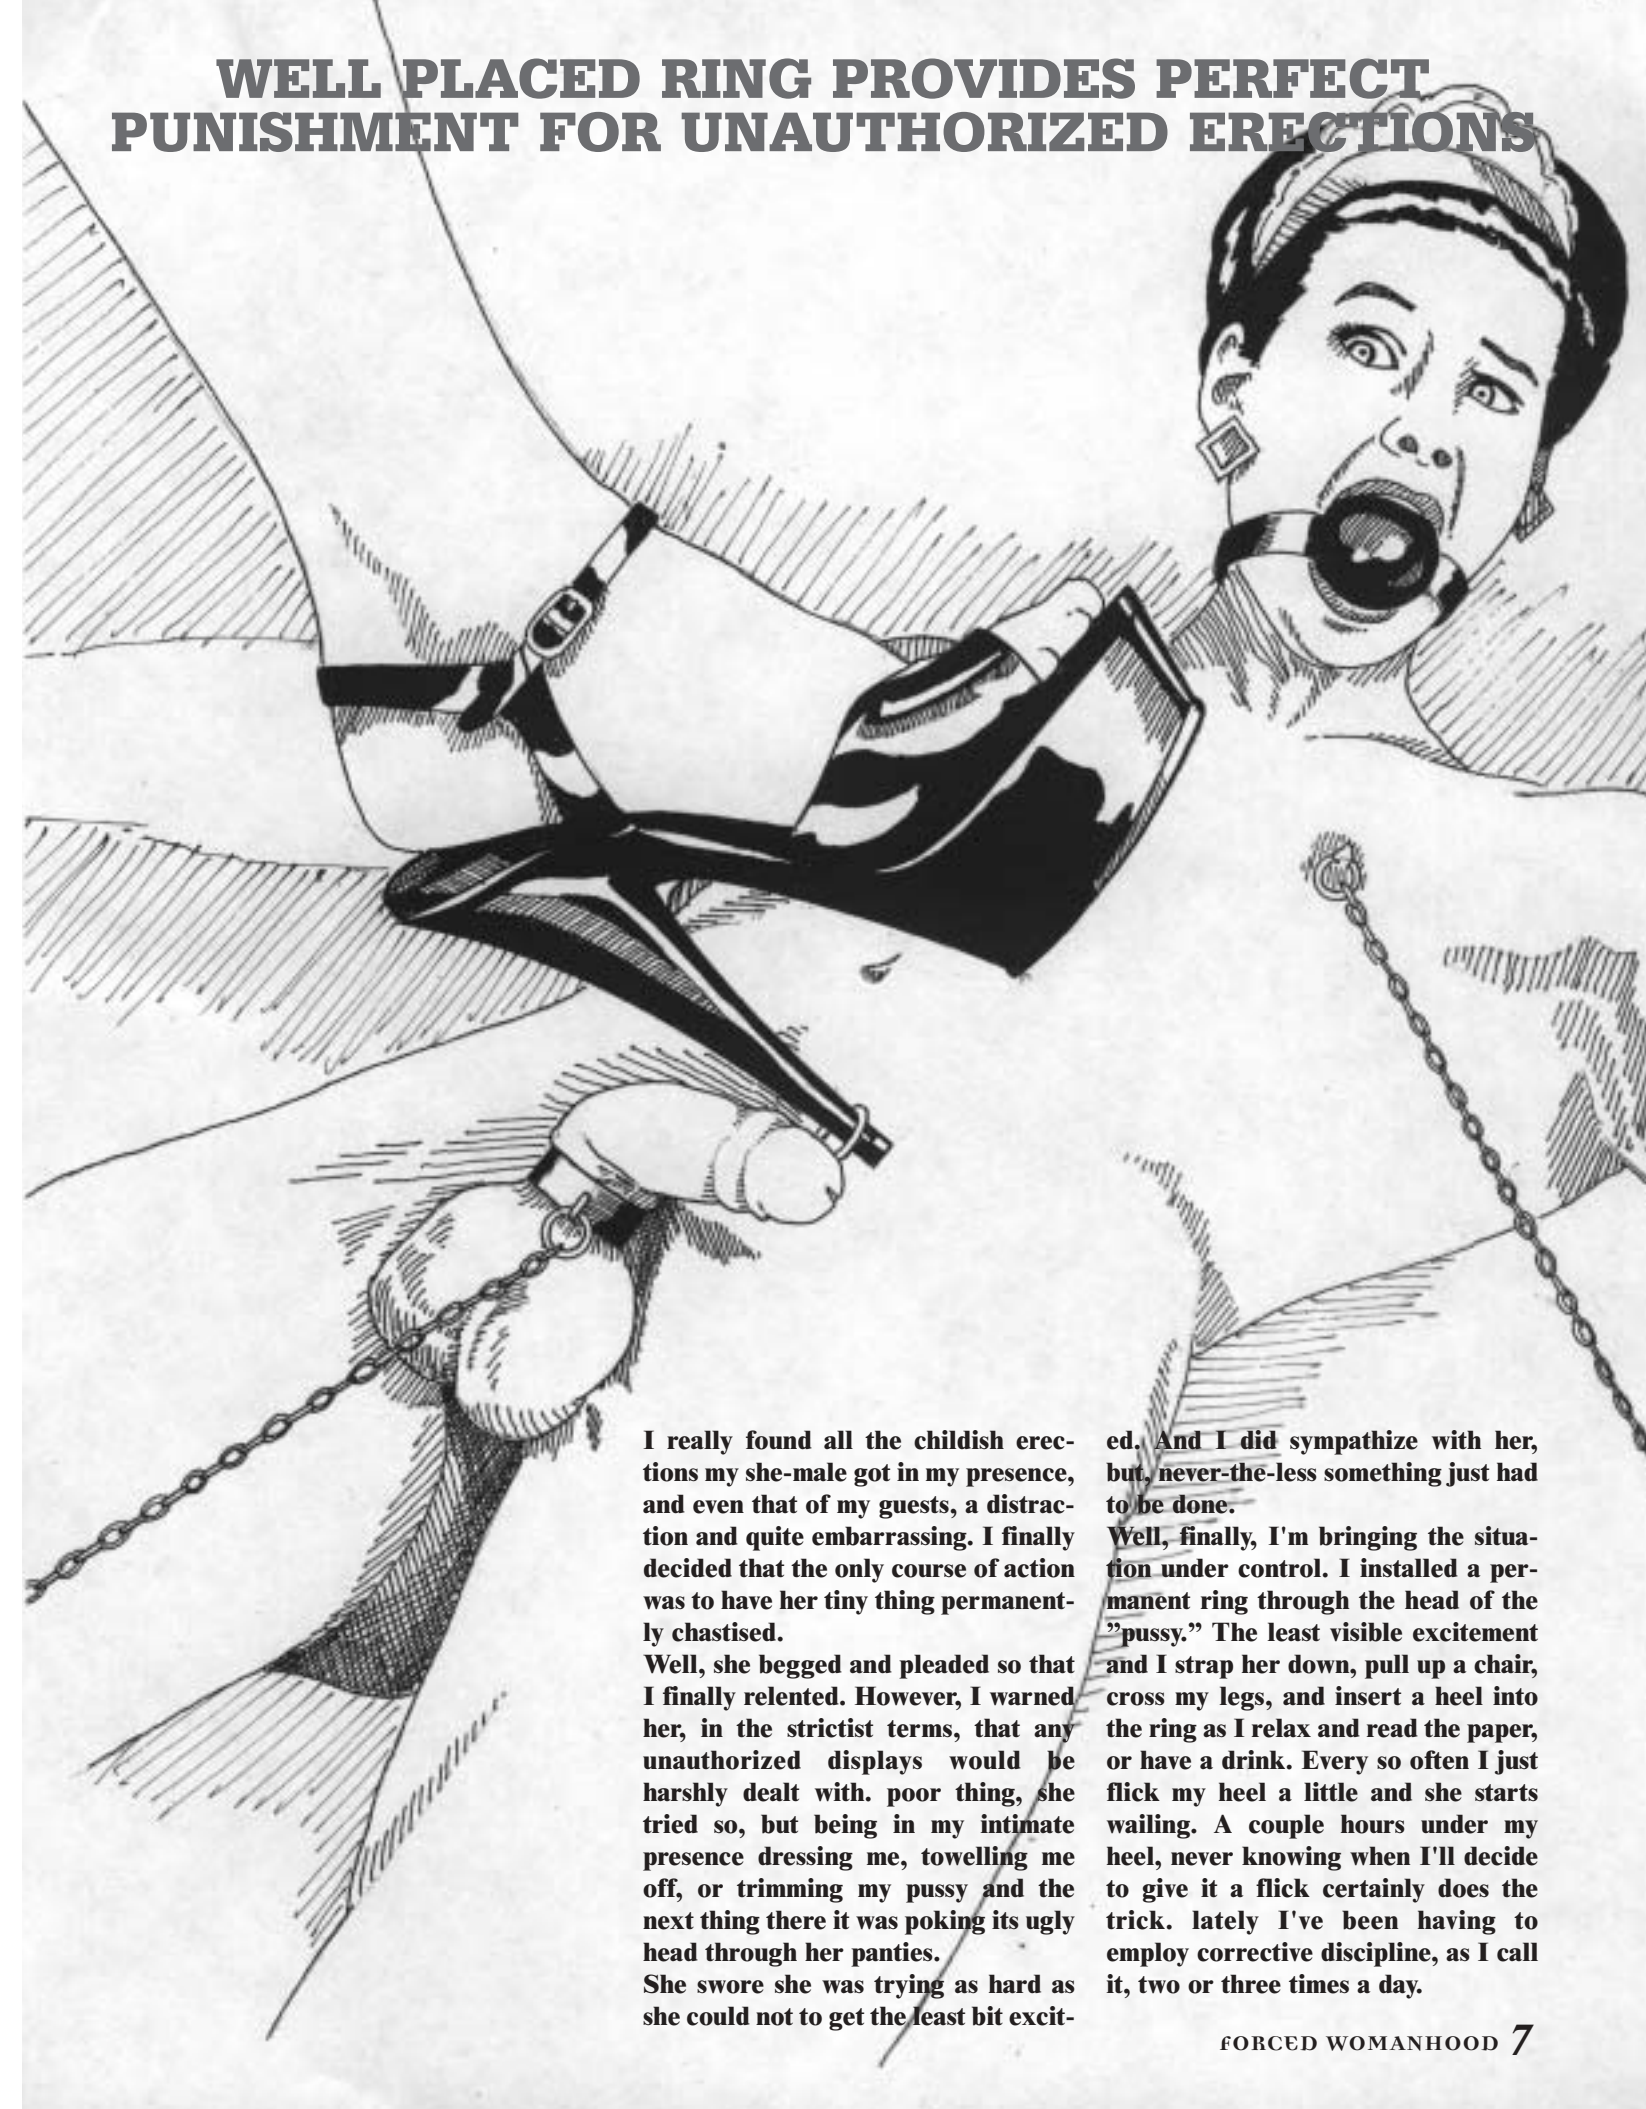 WELL PLACED RING PROVIDES PERFECT
PUNISHMENT FOR UNAUTHORIZED ERECTIONS
I really found all the childish erec-
tions my she-male got in my presence,
and even that of my guests, a distrac-
tion and quite embarrassing. I finally
decided that the only course of action
was to have her tiny thing permanent-
ly chastised.
Well, she begged and pleaded so that
I finally relented. However, I warned
her, in the strictist terms, that any
unauthorized displays would be
harshly dealt with. poor thing, she
tried so, but being in my intimate
presence dressing me, towelling me
off, or trimming my pussy and the
next thing there it was poking its ugly
head through her panties.
She swore she was trying as hard as
she could not to get the least bit excit-
ed. And I did sympathize with her,
but, never-the-less something just had
to be done.
Well, finally, I'm bringing the situa-
tion under control. I installed a per-
manent ring through the head of the
”pussy.” The least visible excitement
and I strap her down, pull up a chair,
cross my legs, and insert a heel into
the ring as I relax and read the paper,
or have a drink. Every so often I just
flick my heel a little and she starts
wailing. A couple hours under my
heel, never knowing when I'll decide
to give it a flick certainly does the
trick. lately I've been having to
employ corrective discipline, as I call
it, two or three times a day.
FORCED WOMANHOOD 7